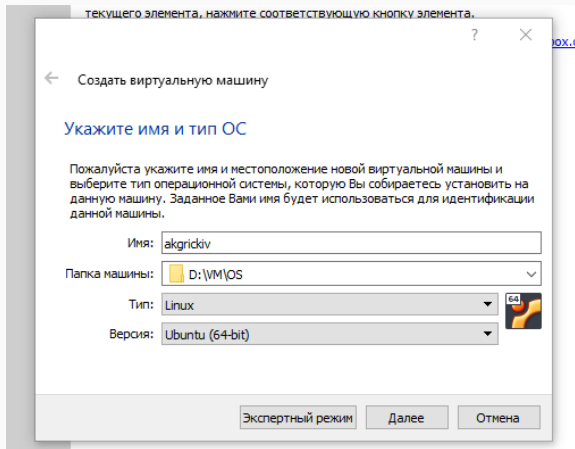 текущего элемента, нажмите соответствующую кнопку элемента.
?
box.
Создать виртуальную машину
Укажите имя и тип ОС
Пожалуйста укажите имя и местоположение новой виртуальной машины и
выберите тип операционной системы, которую Вы собираетесь установить на
данную машину. Заданное Вами имя будет использоваться для идентификации
данной машины.
Имя: akgrickiv
Папка машины: D:\VM\OS
Тип: Linux
64
Версия: Ubuntu (64-bit)
Экспертный режим Далее Отмена